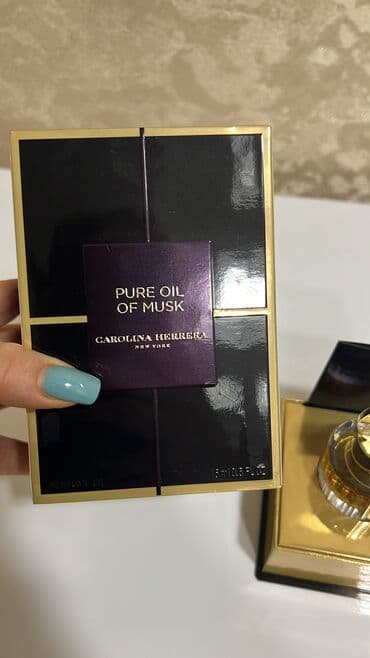 PURE OIL
OF MUSK
CAROLINA HERRERA
NEW YORK